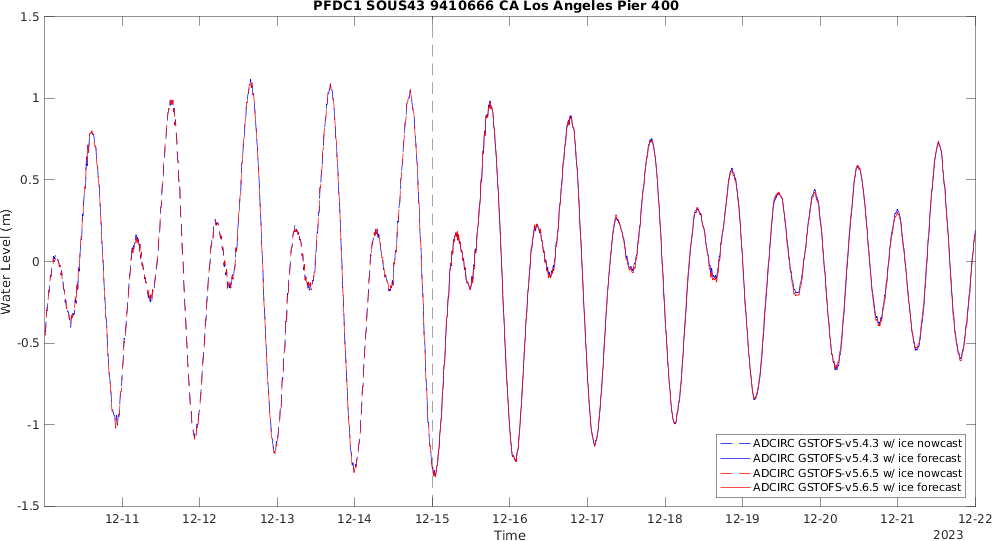 PFDC1 SOUS43 9410666 CA Los Angeles Pier 400
1.5
1
0.5
0
-0.5
-1
-1.5
Water Level (m)
ADCIRC GSTOFS-v5.4.3 w/ ice nowcast
ADCIRC GSTOFS-v5.4.3 w/ ice forecast
ADCIRC GSTOFS-v5.6.5 w/ ice nowcast
ADCIRC GSTOFS-v5.6.5 w/ ice forecast
12-11 12-12 12-13 12-14 12-15 12-16 12-17 12-18 12-19 12-20 12-21 12-22
Time
2023